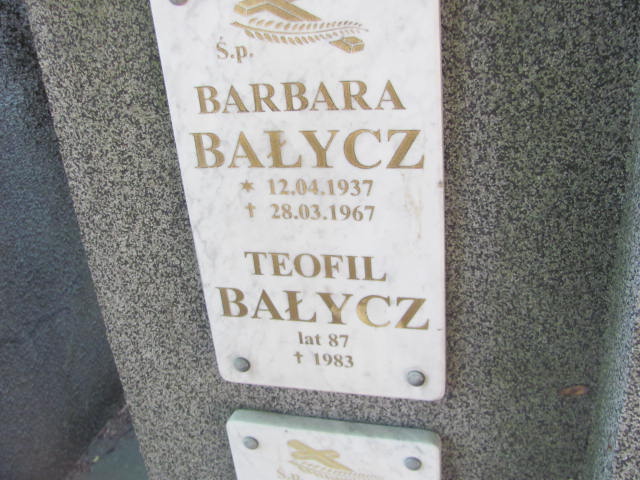 Ś.p.
BARBARA
BAŁYCZ
* 12.04.1937
† 28.03.1967
TEOFIL
BAŁYCZ
lat 87
† 1983
Ś.p.